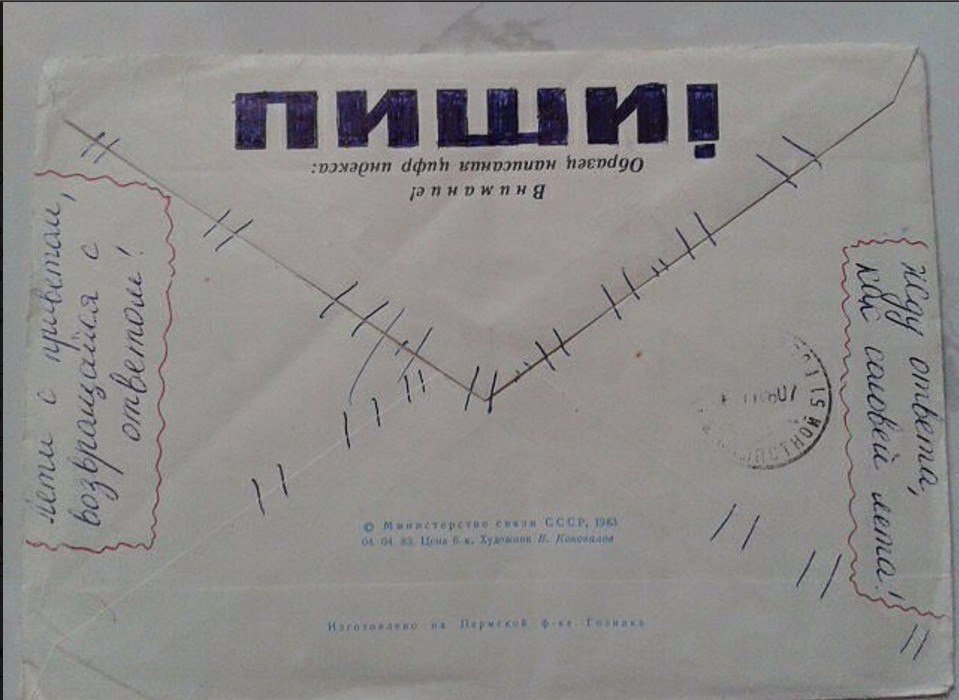 ПИШИ!
Внимание!
Образец написания цифр индекса:
Лети с приветом,
возвращайся с
ответом!
Жду ответа,
как соловей лета!
© Министерство связи СССР, 1983
04. 04. 83. Цена 6 к. Художник В. Коновалов
Изготовлено на Пермской ф-ке Гознака